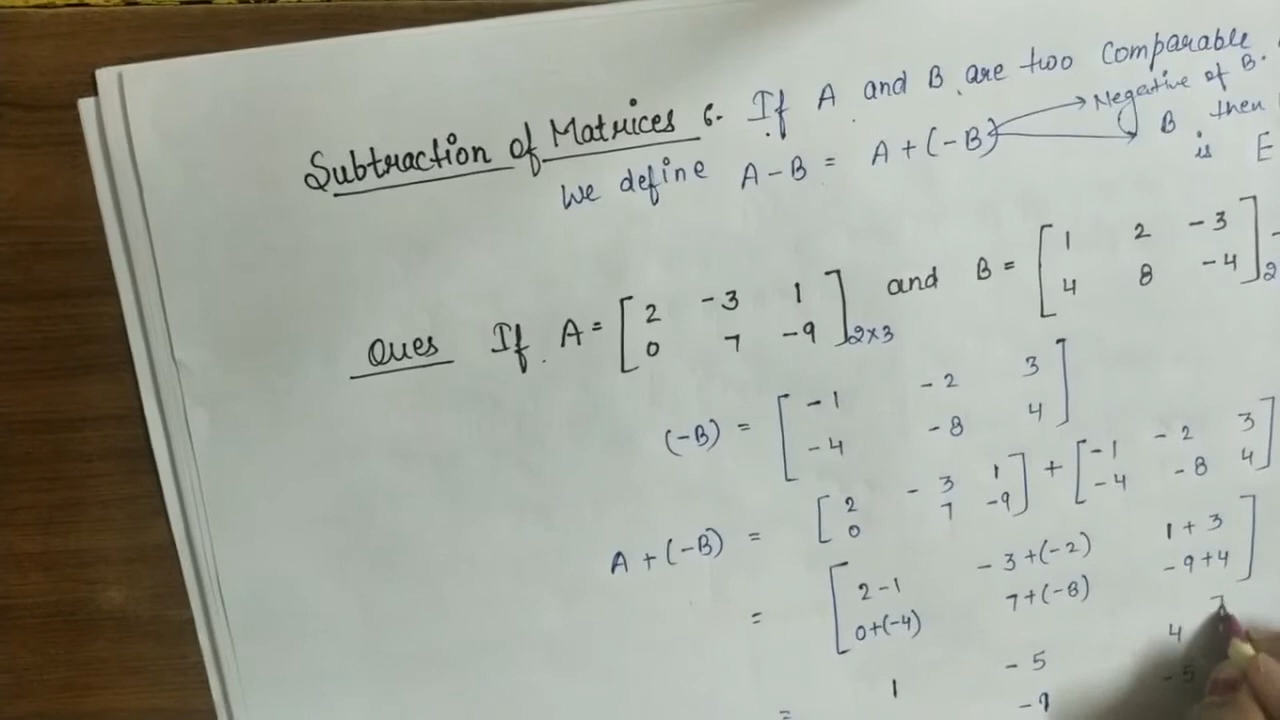 Subtraction of Matrices :- If A and B are two Comparable
We define A - B = A + (-B) Negative of B.
B is then
E
Ques If A = [ 2 -3 1
0 7 -9 ] 2×3 and B = [ 1 2 -3
4 8 -4 ] 2
(-B) = [ -1 -2 3
-4 -8 4 ]
A + (-B) = [ 2 -3 1
0 7 -9 ] + [ -1 -2 3
-4 -8 4 ]
= [ 2-1 -3+(-2) 1+3
0+(-4) 7+(-8) -9+4 ]
= 1 -5 4
-1 -5